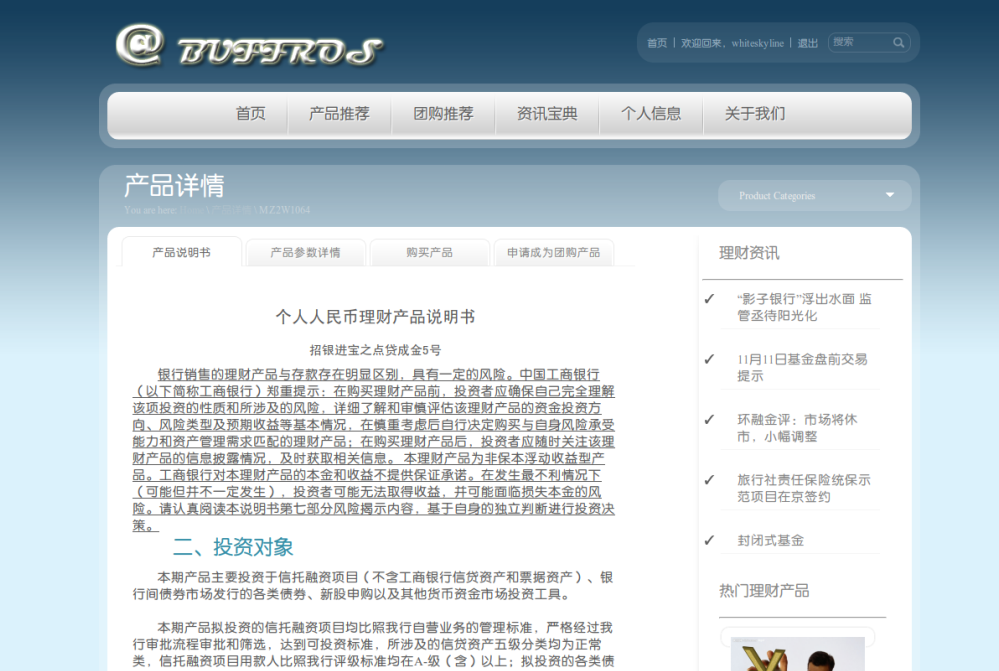 @ BUFFROS
首页 | 欢迎回来，whiteskyline | 退出 搜索
首页 产品推荐 团购推荐 资讯宝典 个人信息 关于我们
产品详情
You are here: Home \ 产品详情 \ MZ2W1064
Product Categories
产品说明书 产品参数详情 购买产品 申请成为团购产品
个人人民币理财产品说明书
招银进宝之点贷成金5号
银行销售的理财产品与存款存在明显区别，具有一定的风险。中国工商银行
（以下简称工商银行）郑重提示：在购买理财产品前，投资者应确保自己完全理解
该项投资的性质和所涉及的风险，详细了解和审慎评估该理财产品的资金投资方
向、风险类型及预期收益等基本情况，在慎重考虑后自行决定购买与自身风险承受
能力和资产管理需求匹配的理财产品；在购买理财产品后，投资者应随时关注该理
财产品的信息披露情况，及时获取相关信息。 本理财产品为非保本浮动收益型产
品。工商银行对本理财产品的本金和收益不提供保证承诺。在发生最不利情况下
（可能但并不一定发生），投资者可能无法取得收益，并可能面临损失本金的风
险。请认真阅读本说明书第七部分风险揭示内容，基于自身的独立判断进行投资决
策。
二、投资对象
本期产品主要投资于信托融资项目（不含工商银行信贷资产和票据资产）、银
行间债券市场发行的各类债券、新股申购以及其他货币资金市场投资工具。
本期产品拟投资的信托融资项目均比照我行自营业务的管理标准，严格经过我
行审批流程审批和筛选，达到可投资标准，所涉及的信贷资产五级分类均为正常
类，信托融资项目用款人比照我行评级标准均在A-级（含）以上；拟投资的各类债
理财资讯
✓ “影子银行”浮出水面 监
管丞待阳光化
✓ 11月11日基金盘前交易
提示
✓ 环融金评：市场将休
市，小幅调整
✓ 旅行社责任保险统保示
范项目在京签约
✓ 封闭式基金
热门理财产品